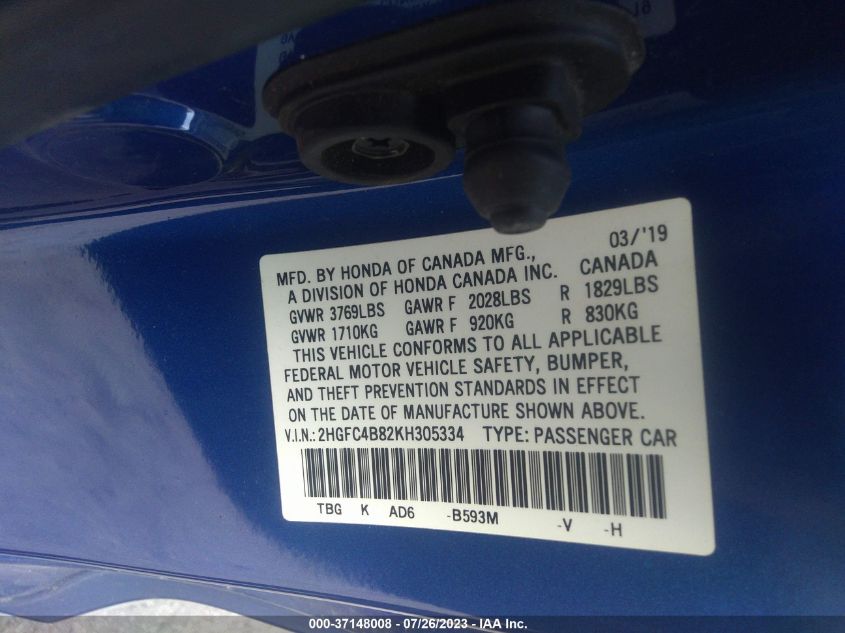 MFD. BY HONDA OF CANADA MFG., 03/'19
A DIVISION OF HONDA CANADA INC. CANADA
GVWR 3769LBS GAWR F 2028LBS R 1829LBS
GVWR 1710KG GAWR F 920KG R 830KG
THIS VEHICLE CONFORMS TO ALL APPLICABLE
FEDERAL MOTOR VEHICLE SAFETY, BUMPER,
AND THEFT PREVENTION STANDARDS IN EFFECT
ON THE DATE OF MANUFACTURE SHOWN ABOVE.
V.I.N.: 2HGFC4B82KH305334 TYPE: PASSENGER CAR
TBG K AD6 -B593M -V -H
000-37148008 - 07/26/2023 - IAA Inc.